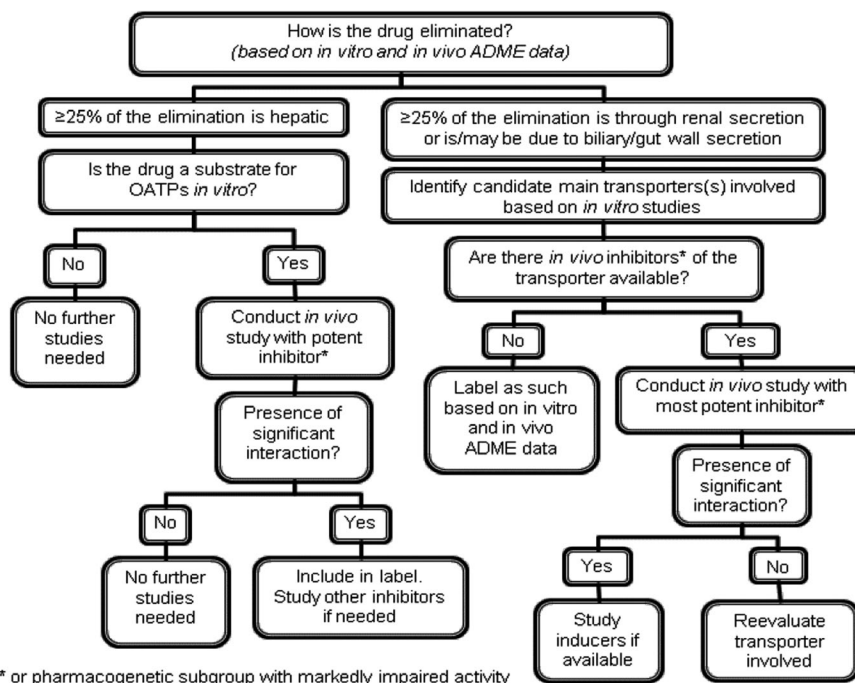 How is the drug eliminated?
(based on in vitro and in vivo ADME data)
≥25% of the elimination is hepatic
≥25% of the elimination is through renal secretion
or is/may be due to biliary/gut wall secretion
Is the drug a substrate for
OATPs in vitro?
Identify candidate main transporters(s) involved
based on in vitro studies
No
Yes
Are there in vivo inhibitors* of the
transporter available?
No further
studies
needed
Conduct in vivo
study with potent
inhibitor*
No
Yes
Label as such
based on in vitro
and in vivo
ADME data
Conduct in vivo study with
most potent inhibitor*
Presence of
significant
interaction?
Presence of
significant
interaction?
No
Yes
No further
studies
needed
Include in label.
Study other inhibitors
if needed
Yes
No
Study
inducers if
available
Reevaluate
transporter
involved
* or pharmacogenetic subgroup with markedly impaired activity